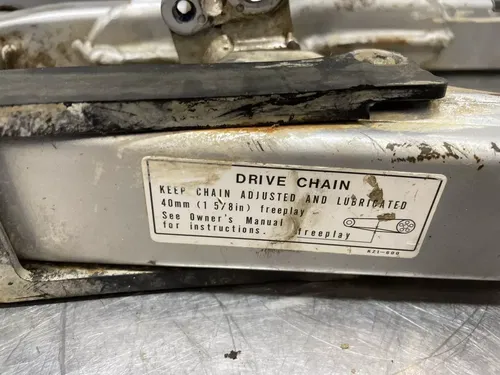 DRIVE CHAIN
KEEP CHAIN ADJUSTED AND LUBRICATED
40mm (1 5/8in) freeplay
See Owner's Manual
for instructions. freeplay